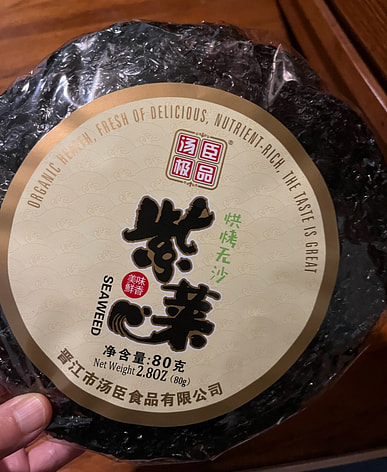 ORGANIC HEALTH, FRESH OF DELICIOUS, NUTRIENT-RICH, THE TASTE IS GREAT
汤臣®
极品
烘烤无沙
紫菜
美味
鲜香
SEAWEED
净含量:80克
Net Weight 2.8OZ (80g)
晋江市汤臣食品有限公司